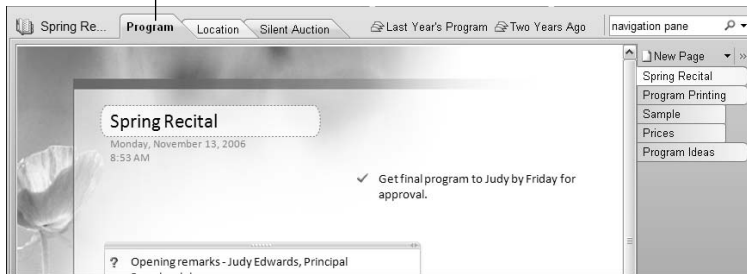 Spring Re... Program Location Silent Auction Last Year's Program Two Years Ago navigation pane
New Page
Spring Recital
Program Printing
Sample
Prices
Program Ideas
Spring Recital
Monday, November 13, 2006
8:53 AM
Get final program to Judy by Friday for
approval.
? Opening remarks - Judy Edwards, Principal